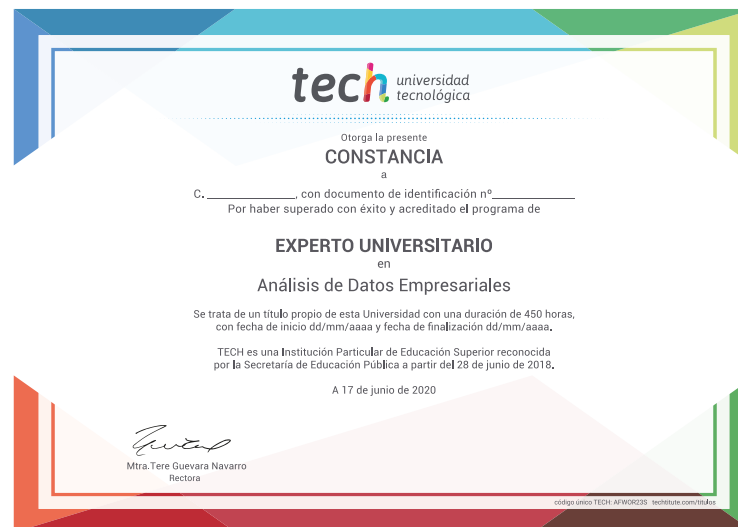 tech universidad
tecnológica
Otorga la presente
CONSTANCIA
a
C. ______________, con documento de identificación nº_____________
Por haber superado con éxito y acreditado el programa de
EXPERTO UNIVERSITARIO
en
Análisis de Datos Empresariales
Se trata de un título propio de esta Universidad con una duración de 450 horas,
con fecha de inicio dd/mm/aaaa y fecha de finalización dd/mm/aaaa.
TECH es una Institución Particular de Educación Superior reconocida
por la Secretaría de Educación Pública a partir del 28 de junio de 2018.
A 17 de junio de 2020
Mtra.Tere Guevara Navarro
Rectora
código único TECH: AFWOR23S techtitute.com/titulos